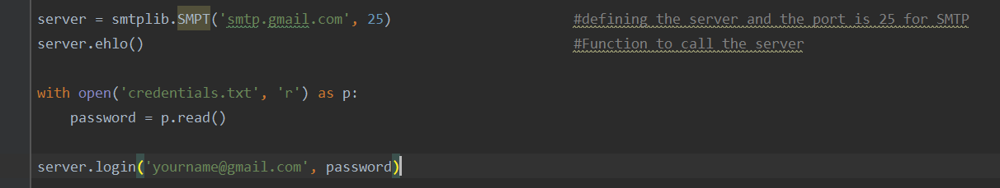 server = smtplib.SMPT('smtp.gmail.com', 25) #defining the server and the port is 25 for SMTP
server.ehlo() #Function to call the server
with open('credentials.txt', 'r') as p:
password = p.read()
server.login('yourname@gmail.com', password)